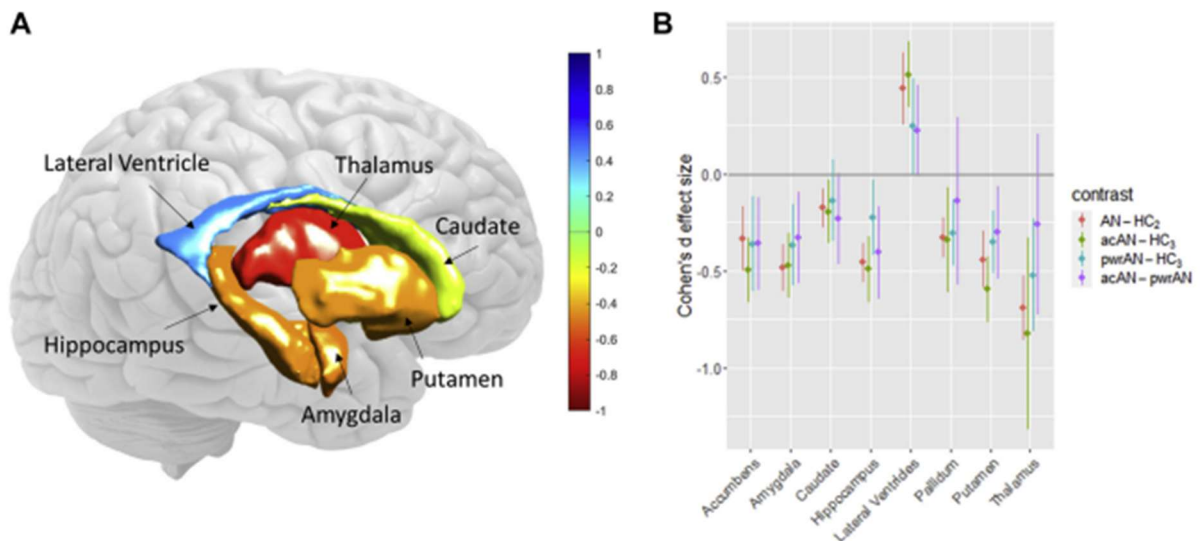 A
Lateral Ventricle
Thalamus
Caudate
Hippocampus
Putamen
Amygdala
1
0.8
0.6
0.4
0.2
0
-0.2
-0.4
-0.6
-0.8
-1
B
Cohen's d effect size
0.5
0.0
-0.5
-1.0
Accumbens
Amygdala
Caudate
Hippocampus
Lateral Ventrides
Pallidum
Putamen
Thalamus
contrast
AN-HC2
acAN-HC3
pwrAN-HC3
acAN-pwrAN